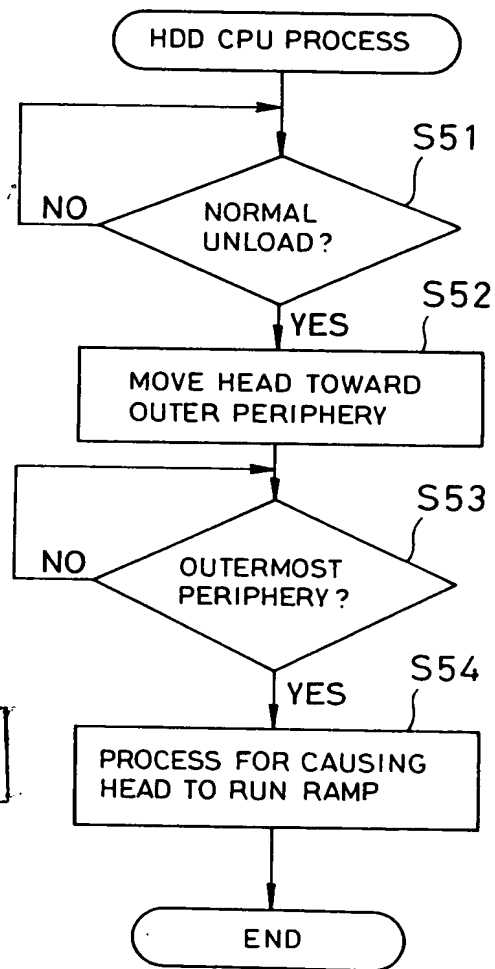 HDD CPU PROCESS
S51
NO
NORMAL
UNLOAD?
YES
S52
MOVE HEAD TOWARD
OUTER PERIPHERY
S53
NO
OUTERMOST
PERIPHERY?
YES
S54
PROCESS FOR CAUSING
HEAD TO RUN RAMP
END